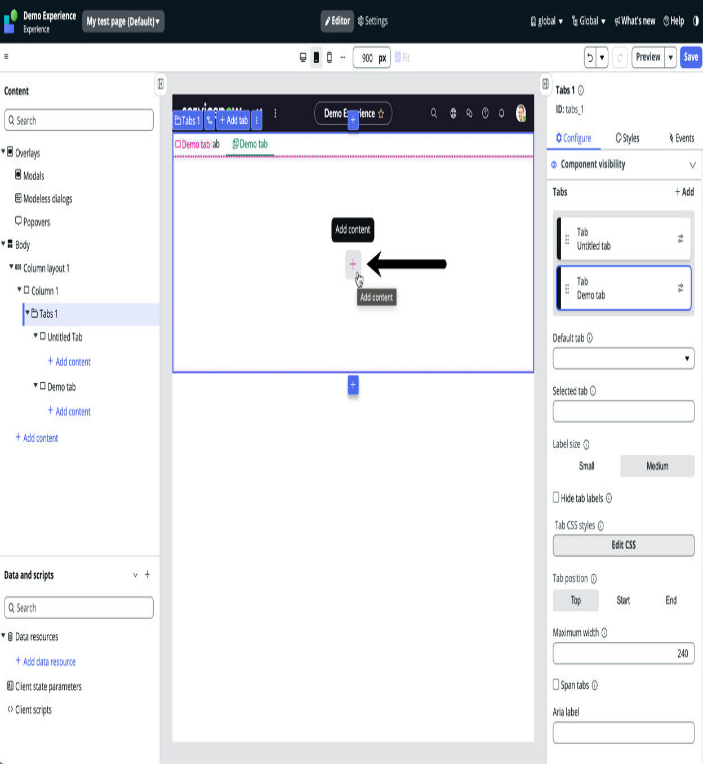 Demo Experience
Experience
My test page (Default)
Editor
Settings
global
Global
What's new
Help
900 px
Fit
Preview
Save
Content
Search
Overlays
Modals
Modeless dialogs
Popovers
Body
Column layout 1
Column 1
Tabs 1
Untitled Tab
+ Add content
Demo tab
+ Add content
+ Add content
Data and scripts
Search
Data resources
+ Add data resource
Client state parameters
Client scripts
Demo Experience
Tabs 1
+ Add tab
Demo tab
Demo tab
Add content
Add content
Tabs 1
ID: tabs_1
Configure
Styles
Events
Component visibility
Tabs
+ Add
Tab
Untitled tab
Tab
Demo tab
Default tab
Selected tab
Label size
Small
Medium
Hide tab labels
Tab CSS styles
Edit CSS
Tab position
Top
Start
End
Maximum width
240
Span tabs
Aria label